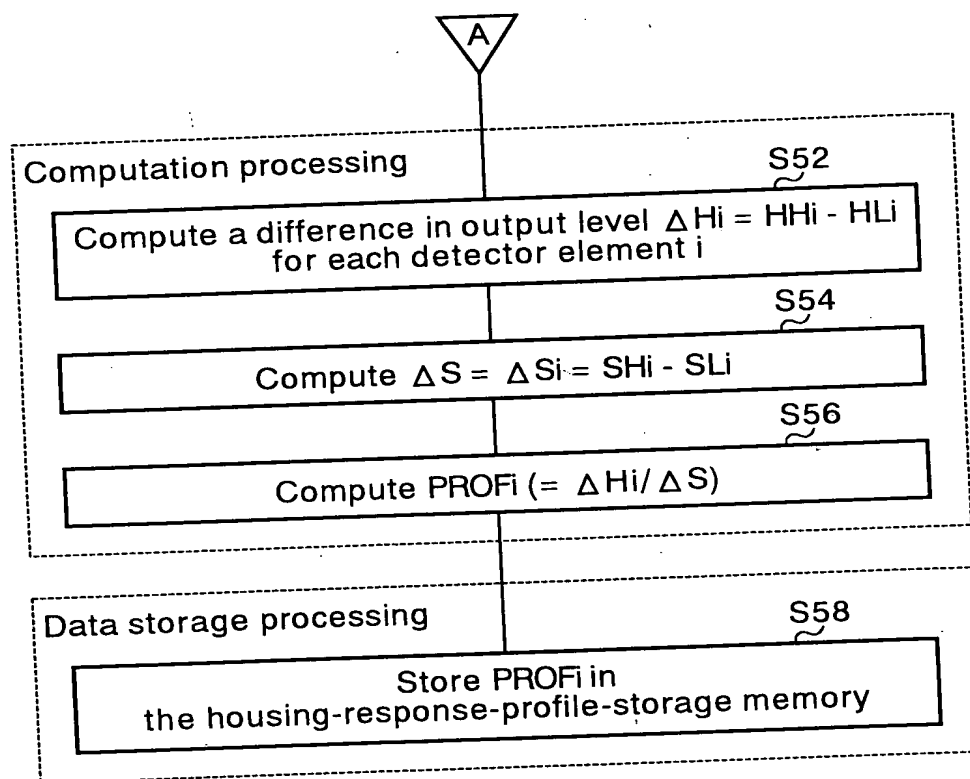 A
Computation processing
S52
Compute a difference in output level ΔHi = HHi - HLi
for each detector element i
S54
Compute ΔS = ΔSi = SHi - SLi
S56
Compute PROFi (= ΔHi/ΔS)
Data storage processing
S58
Store PROFi in
the housing-response-profile-storage memory